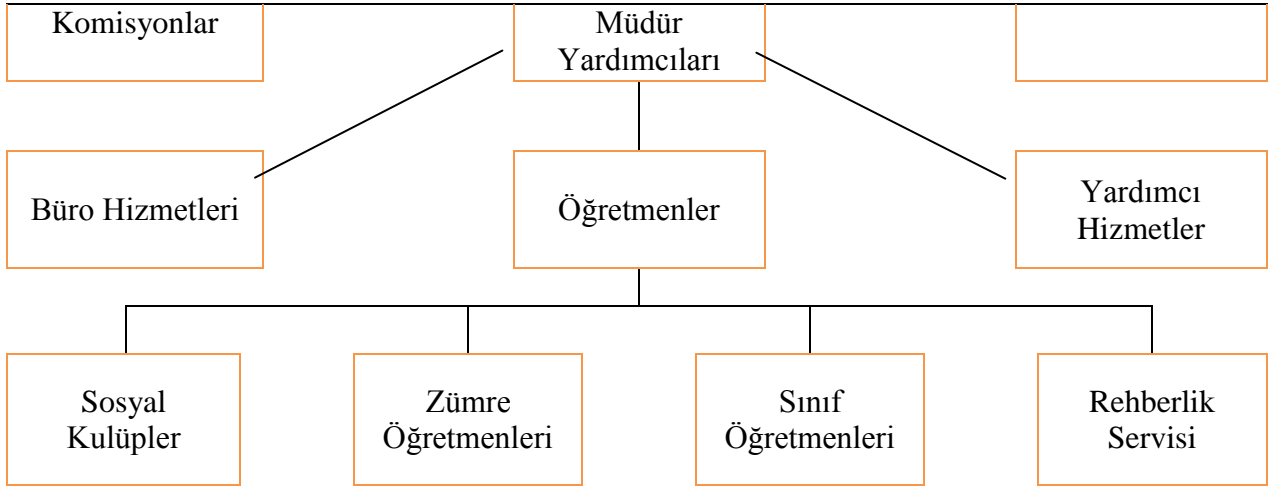 Komisyonlar
Müdür
Yardımcıları
Büro Hizmetleri
Öğretmenler
Yardımcı
Hizmetler
Sosyal
Kulüpler
Zümre
Öğretmenleri
Sınıf
Öğretmenleri
Rehberlik
Servisi